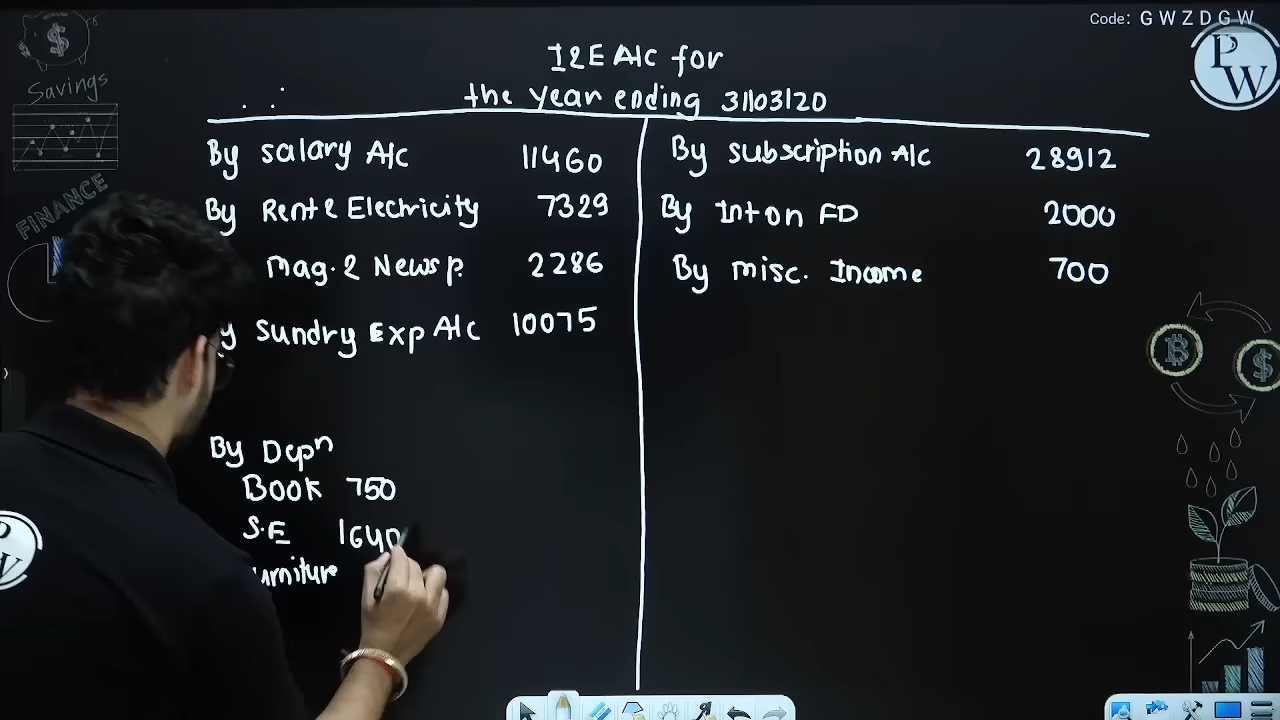 Code: G W Z D G W
P
W
Savings
FINANCE
I&E A/c for
the year ending 31/03/20
By salary A/c 11460
By Rent & Electricity 7329
Mag. & Newsp. 2286
Sundry Exp A/c 10075
By Depn
Book 750
S.E 1640
By subscription A/c 28912
By Int on FD 2000
By misc. Income 700
W